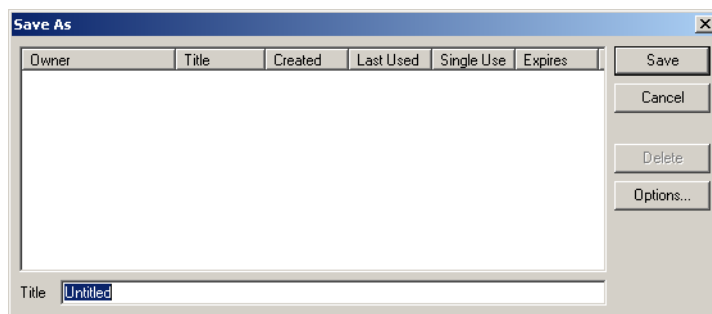 Save As
Owner Title Created Last Used Single Use Expires
Save
Cancel
Delete
Options...
Title Untitled